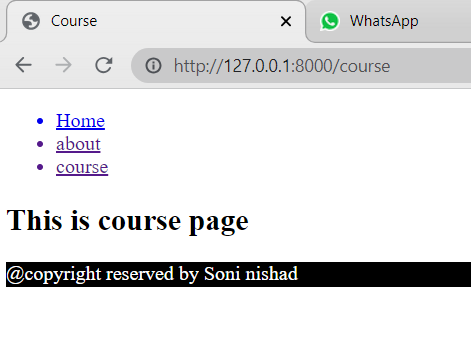 Course
WhatsApp
http://127.0.0.1:8000/course
Home
about
course
This is course page
@copyright reserved by Soni nishad